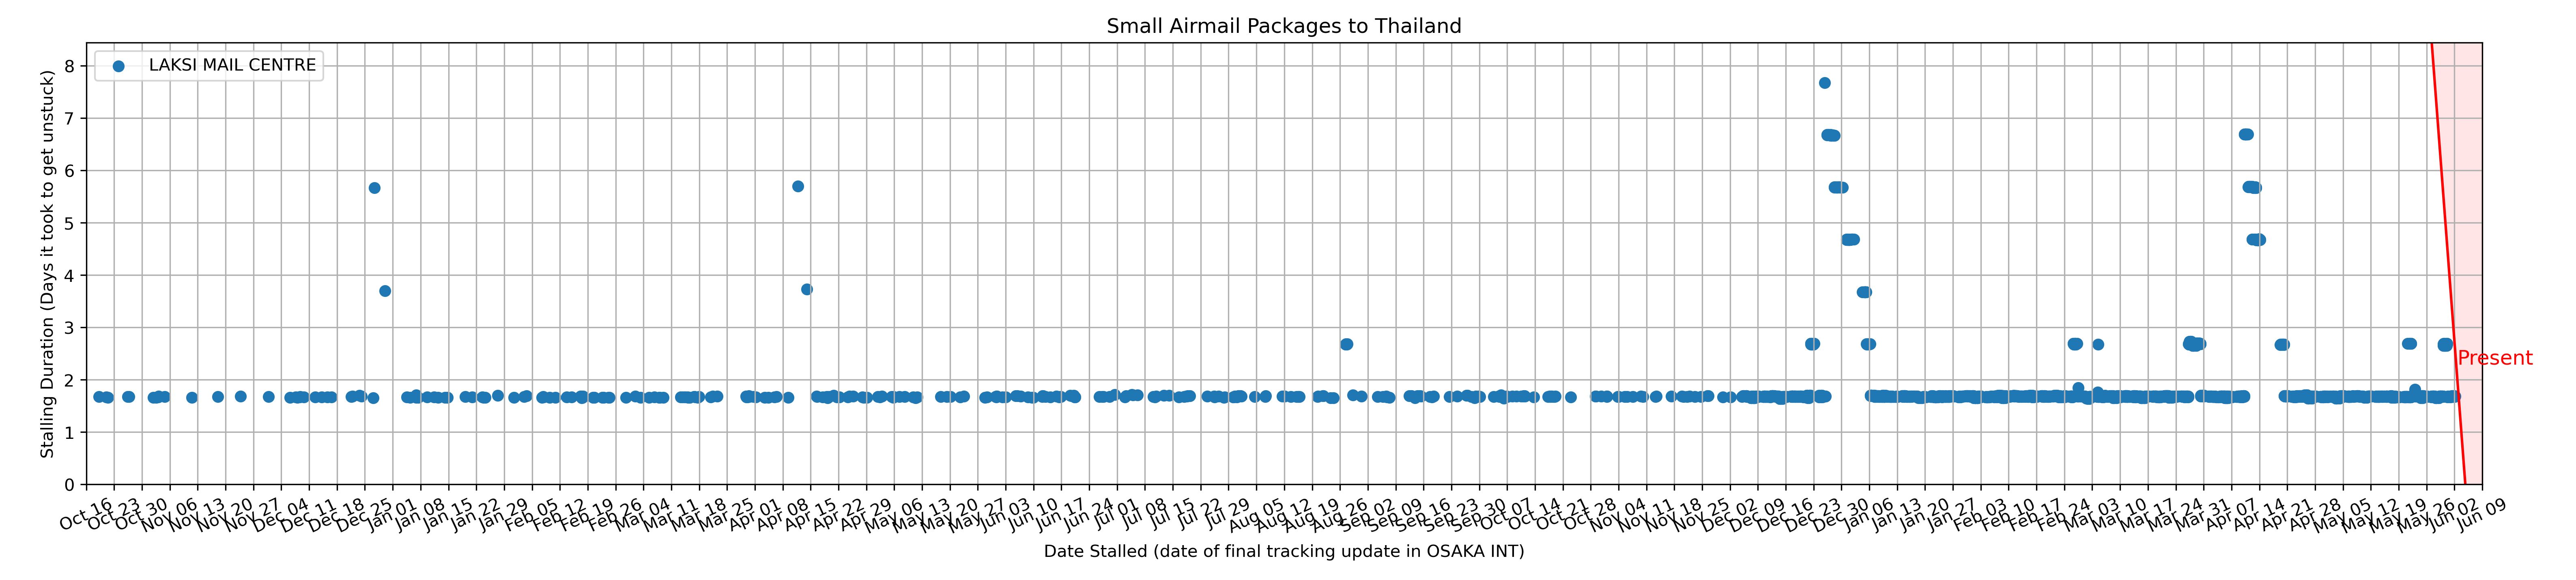 Small Airmail Packages to Thailand
LAKSI MAIL CENTRE
Stalling Duration (Days it took to get unstuck)
8
7
6
5
4
3
2
1
0
Present
Oct 16
Oct 23
Oct 30
Nov 06
Nov 13
Nov 20
Nov 27
Dec 04
Dec 11
Dec 18
Dec 25
Jan 01
Jan 08
Jan 15
Jan 22
Jan 29
Feb 05
Feb 12
Feb 19
Feb 26
Mar 04
Mar 11
Mar 18
Mar 25
Apr 01
Apr 08
Apr 15
Apr 22
Apr 29
May 06
May 13
May 20
May 27
Jun 03
Jun 10
Jun 17
Jun 24
Jul 01
Jul 08
Jul 15
Jul 22
Jul 29
Aug 05
Aug 12
Aug 19
Aug 26
Sep 02
Sep 09
Sep 16
Sep 23
Sep 30
Oct 07
Oct 14
Oct 21
Oct 28
Nov 04
Nov 11
Nov 18
Nov 25
Dec 02
Dec 09
Dec 16
Dec 23
Dec 30
Jan 06
Jan 13
Jan 20
Jan 27
Feb 03
Feb 10
Feb 17
Feb 24
Mar 03
Mar 10
Mar 17
Mar 24
Mar 31
Apr 07
Apr 14
Apr 21
Apr 28
May 05
May 12
May 19
May 26
Jun 02
Jun 09
Date Stalled (date of final tracking update in OSAKA INT)